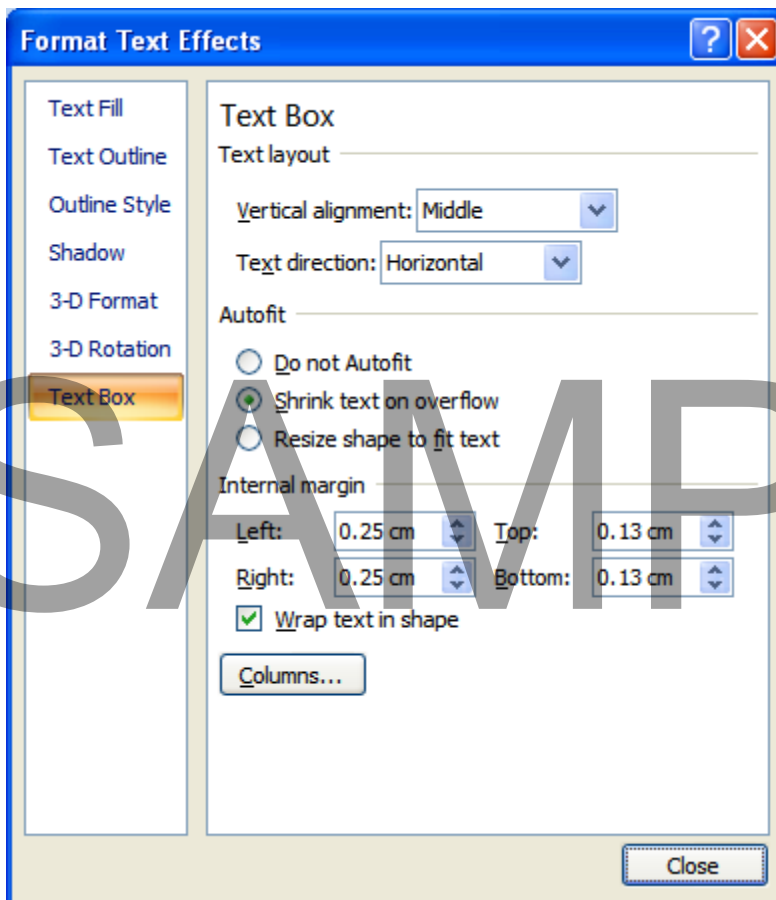 Format Text Effects
Text Fill
Text Outline
Outline Style
Shadow
3-D Format
3-D Rotation
Text Box
Text Box
Text layout
Vertical alignment: Middle
Text direction: Horizontal
Autofit
Do not Autofit
Shrink text on overflow
Resize shape to fit text
Internal margin
Left: 0.25 cm Top: 0.13 cm
Right: 0.25 cm Bottom: 0.13 cm
Wrap text in shape
Columns...
Close
SAMP